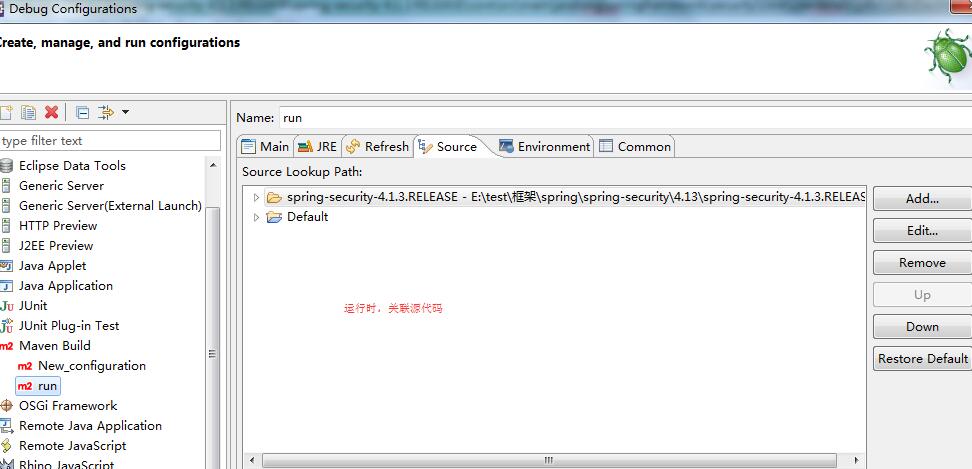 Debug Configurations
Create, manage, and run configurations
type filter text
Eclipse Data Tools
Generic Server
Generic Server(External Launch)
HTTP Preview
J2EE Preview
Java Applet
Java Application
JUnit
JUnit Plug-in Test
Maven Build
New_configuration
run
OSGi Framework
Remote Java Application
Remote JavaScript
Rhino JavaScript
Name: run
Main JRE Refresh Source Environment Common
Source Lookup Path:
spring-security-4.1.3.RELEASE - E:\test\框架\spring\spring-security\4.13\spring-security-4.1.3.RELEAS
Default
运行时，关联源代码
Add...
Edit...
Remove
Up
Down
Restore Default